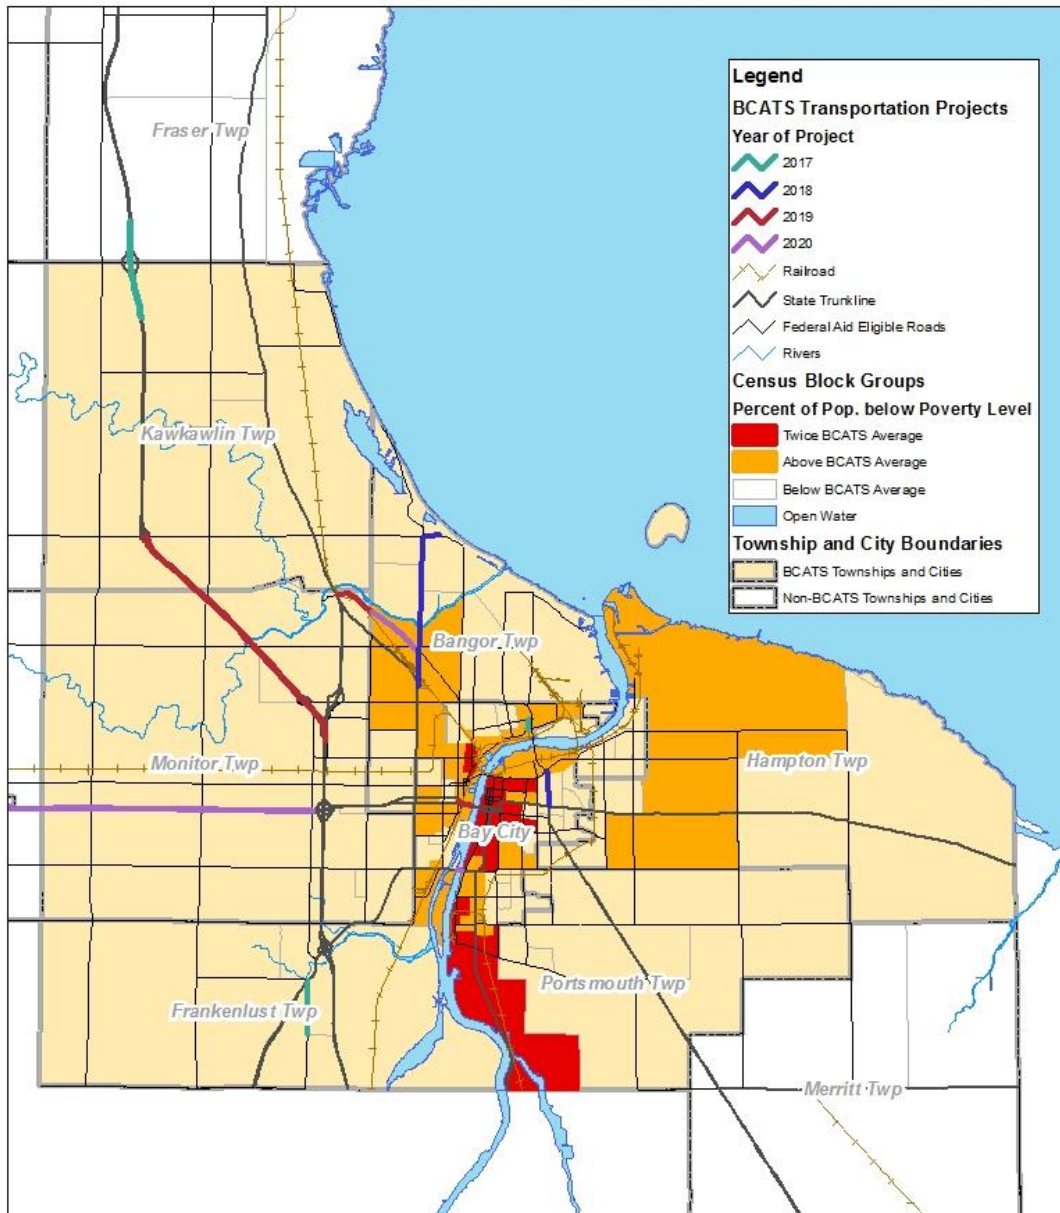 Legend
BCATS Transportation Projects
Year of Project
2017
2018
2019
2020
Railroad
State Trunkline
Federal Aid Eligible Roads
Rivers
Census Block Groups
Percent of Pop. below Poverty Level
Twice BCATS Average
Above BCATS Average
Below BCATS Average
Open Water
Township and City Boundaries
BCATS Townships and Cities
Non-BCATS Townships and Cities
Fraser Twp
Kawkawlin Twp
Bangor Twp
Monitor Twp
Hampton Twp
Bay City
Frankenlust Twp
Portsmouth Twp
Merritt Twp